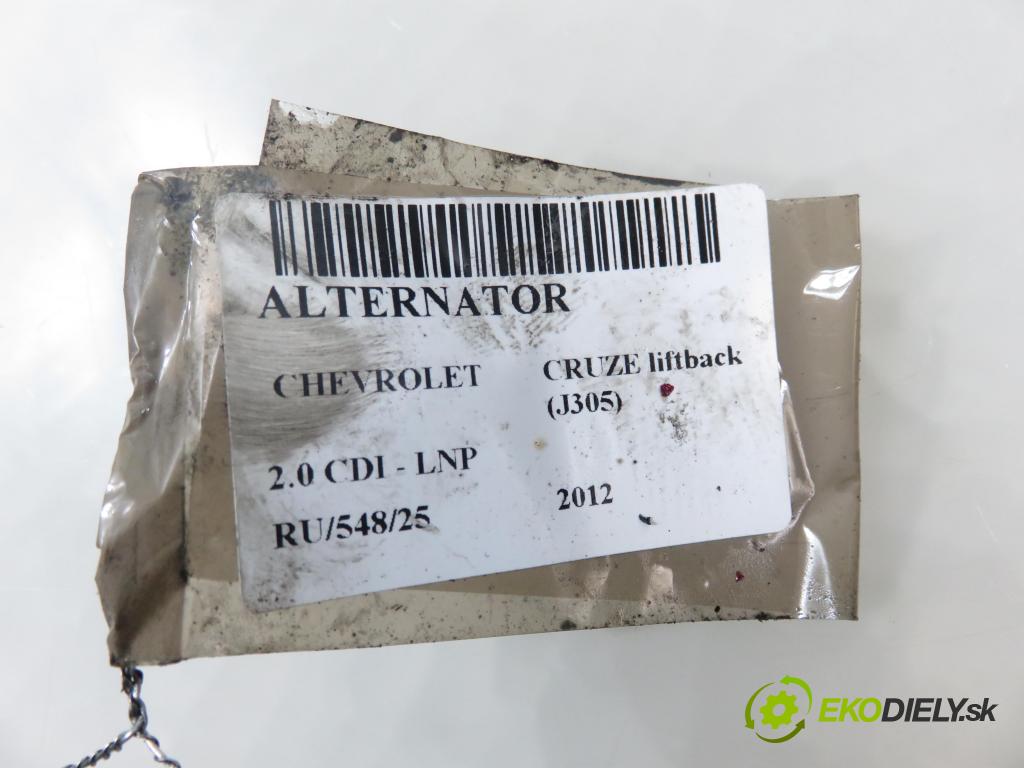 ALTERNATOR
CHEVROLET CRUZE liftback
(J305)
2.0 CDI - LNP
RU/548/25 2012
EKODIELY.sk